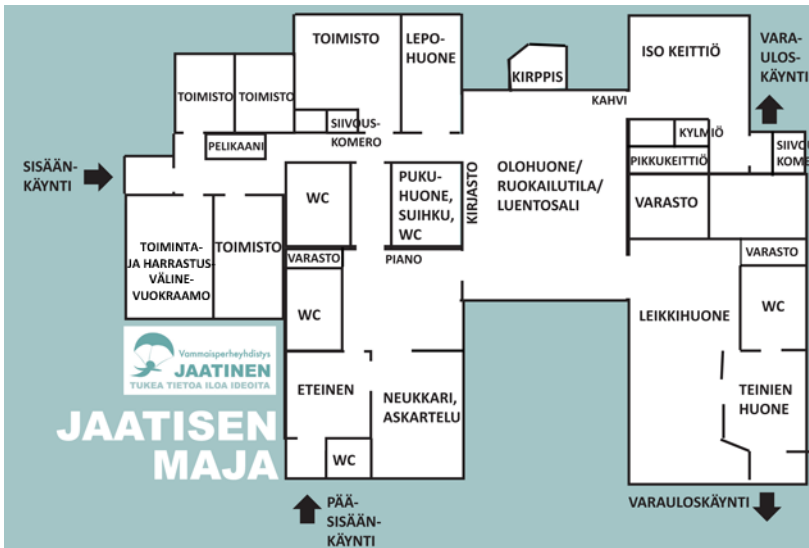 TOIMISTO
LEPO-
HUONE
KIRPPIS
ISO KEITTIÖ
VARA-
ULOS-
KÄYNTI
TOIMISTO
TOIMISTO
KAHVI
SIIVOUS-
KOMERO
PELIKAANI
KYLMIÖ
SIIVOU
KOME
PIKKUKEITTIÖ
SISÄÄN-
KÄYNTI
WC
PUKU-
HUONE,
SUIHKU,
WC
KIRJASTO
OLOHUONE/
RUOKAILUTILA/
LUENTOSALI
VARASTO
TOIMINTA-
JA HARRASTUS-
VÄLINE-
VUOKRAAMO
TOIMISTO
VARASTO
PIANO
VARASTO
WC
LEIKKIHUONE
WC
Vammaisperheyhdistys
JAATINEN
TUKEA TIETOA ILOA IDEOITA
ETEINEN
NEUKKARI,
ASKARTELU
TEINIEN
HUONE
JAATISEN
MAJA
WC
PÄÄ-
SISÄÄN-
KÄYNTI
VARAULOSKÄYNTI